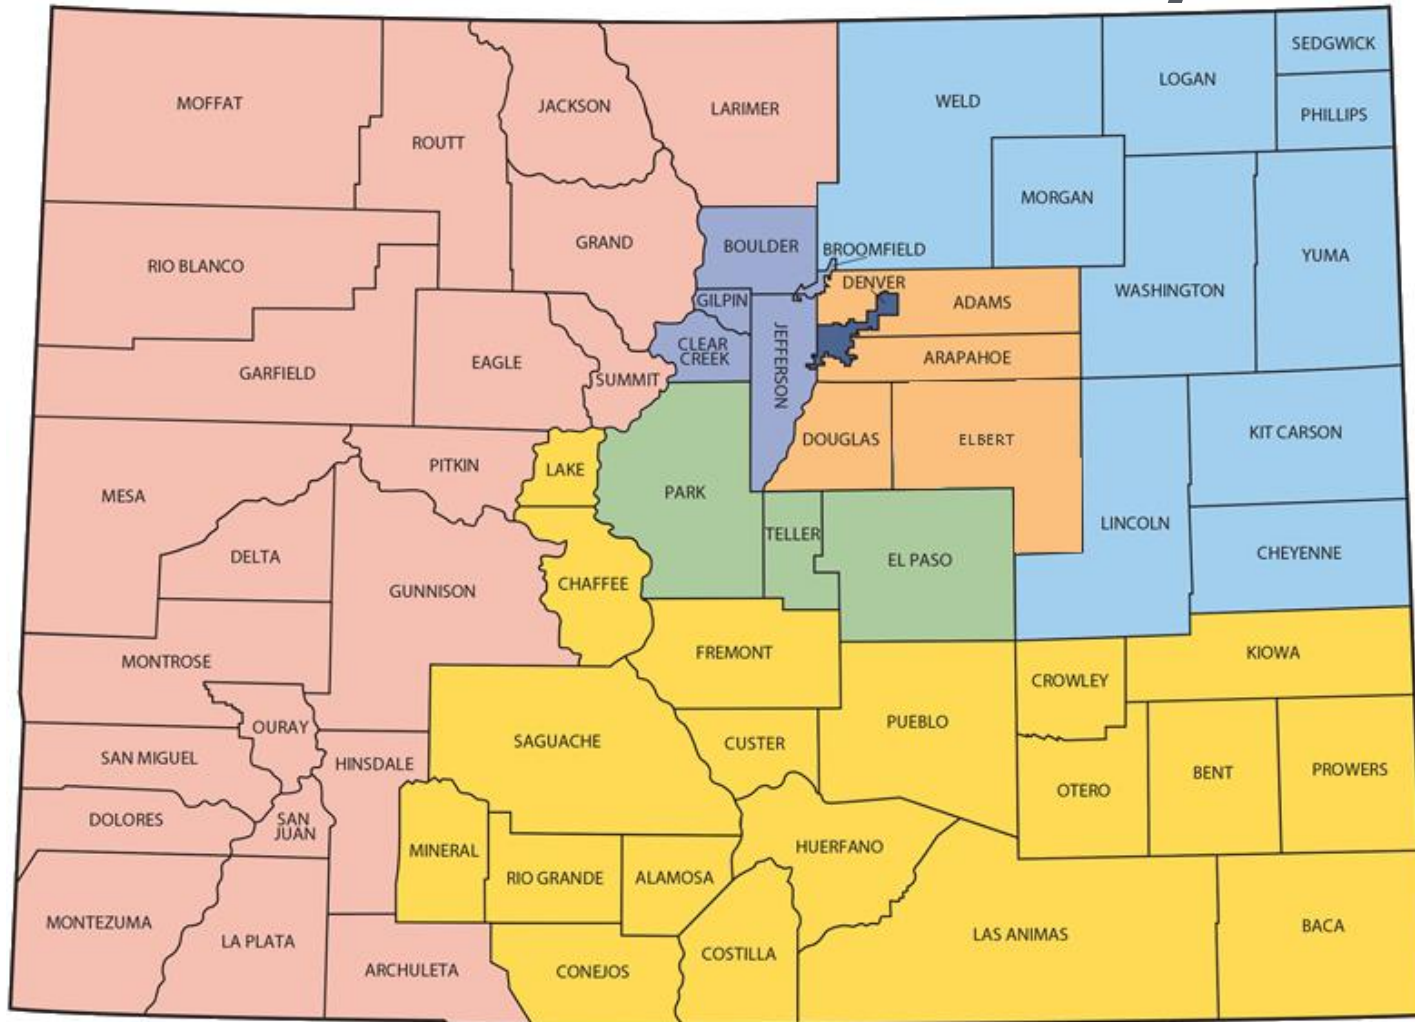 SEDGWICK
LOGAN
MOFFAT
JACKSON
LARIMER
WELD
PHILLIPS
ROUTT
MORGAN
GRAND
BOULDER
BROOMFIELD
YUMA
RIO BLANCO
DENVER
WASHINGTON
GILPIN
ADAMS
CLEAR
CREEK
JEFFERSON
ARAPAHOE
EAGLE
GARFIELD
SUMMIT
KIT CARSON
DOUGLAS
ELBERT
PITKIN
LAKE
MESA
PARK
LINCOLN
TELLER
CHEYENNE
DELTA
EL PASO
GUNNISON
CHAFFEE
MONTROSE
FREMONT
KIOWA
CROWLEY
OURAY
PUEBLO
SAGUACHE
CUSTER
SAN MIGUEL
HINSDALE
BENT
PROWERS
OTERO
DOLORES
SAN
JUAN
MINERAL
HUERFANO
RIO GRANDE
ALAMOSA
MONTEZUMA
BACA
LA PLATA
LAS ANIMAS
COSTILLA
ARCHULETA
CONEJOS